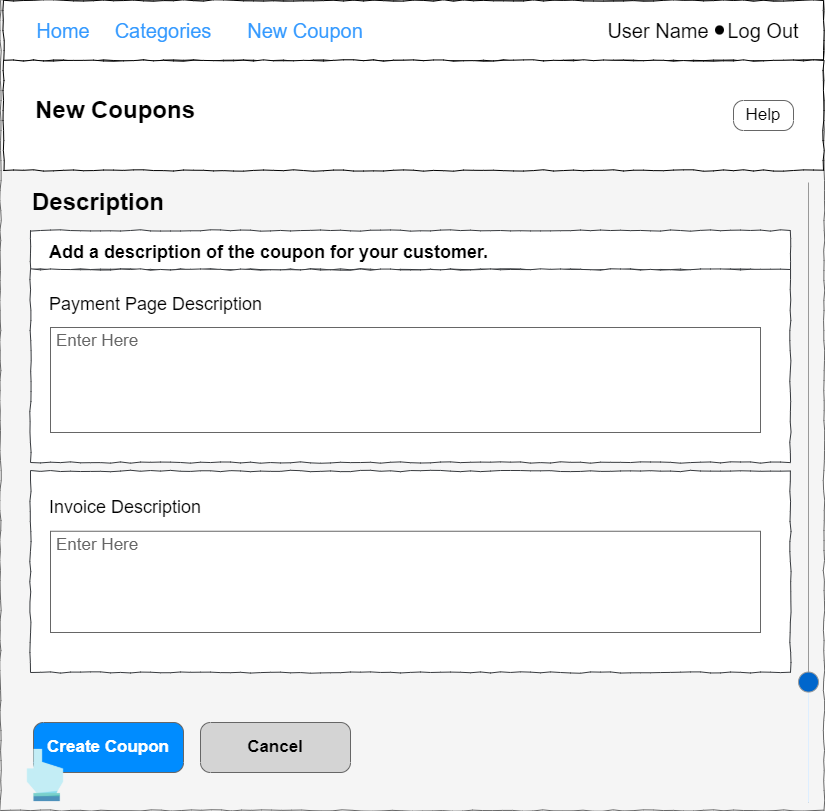 Home Categories New Coupon User Name ●Log Out
New Coupons
Help
Description
Add a description of the coupon for your customer.
Payment Page Description
Enter Here
Invoice Description
Enter Here
Create Coupon Cancel